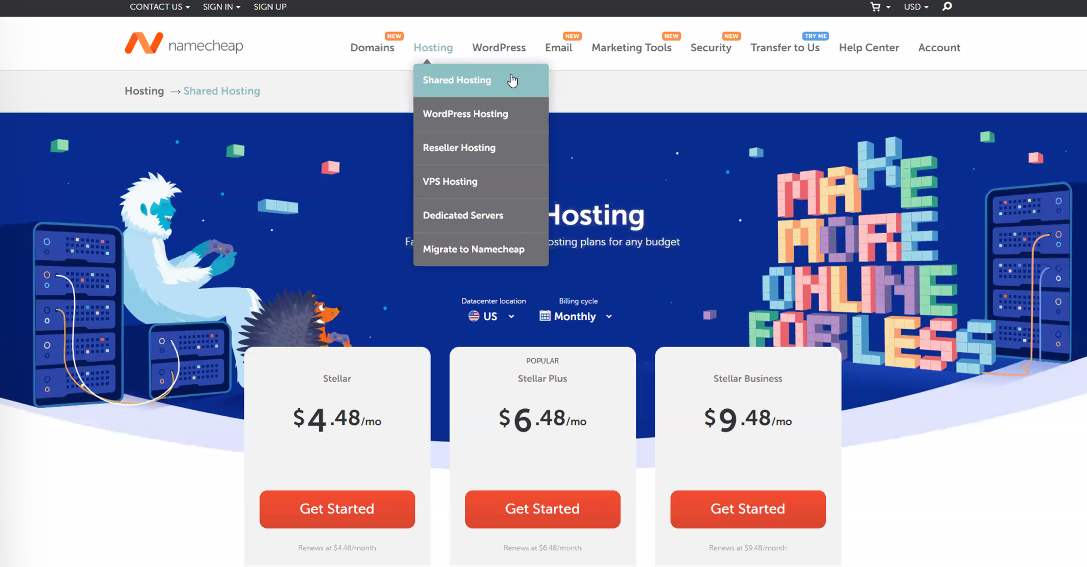 CONTACT US SIGN IN SIGN UP USD
namecheap
NEW NEW NEW NEW TRY ME
Domains Hosting WordPress Email Marketing Tools Security Transfer to Us Help Center Account
Shared Hosting
Hosting → Shared Hosting
WordPress Hosting
Reseller Hosting
VPS Hosting
Dedicated Servers
Hosting
Migrate to Namecheap
Fa
osting plans for any budget
MAKE
MORE
ONLINE
FOR LESS
Datacenter location Billing cycle
US Monthly
POPULAR
Stellar Stellar Plus Stellar Business
$4.48/mo $6.48/mo $9.48/mo
Get Started Get Started Get Started
Renews at $4.48/month Renews at $6.48/month Renews at $9.48/month